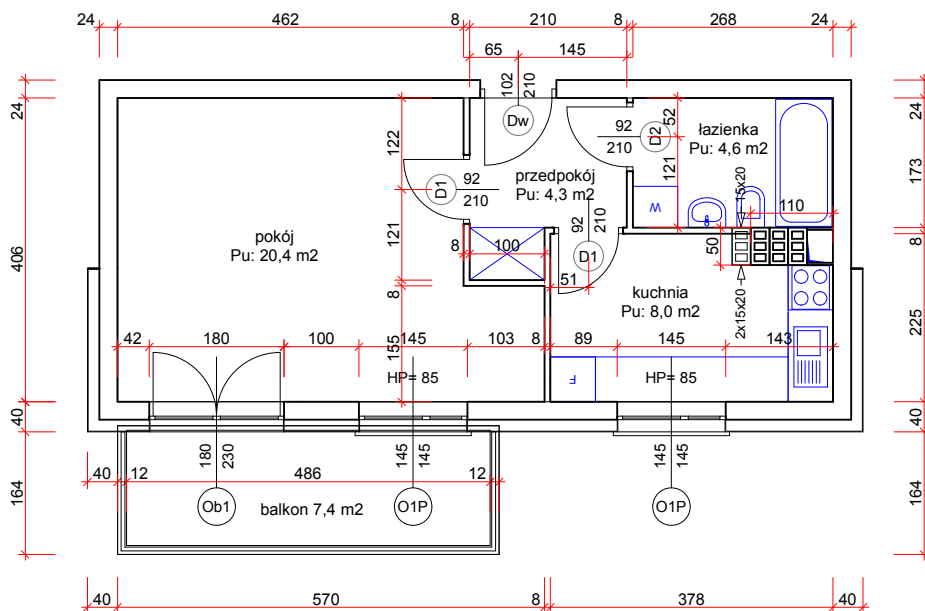 24 462 8 210 8 268 24
65 145
102
210
Dw
24
406
40
164
122
121
8
155
D1
92
210
przedpokój
Pu: 4,3 m2
92
210
D2
52
121
łazienka
Pu: 4,6 m2
W
15x20
110
24
173
8
225
40
164
pokój
Pu: 20,4 m2
8 100
92
210
D1
51
50
2x15x20
kuchnia
Pu: 8,0 m2
42 180 100 145 103 8 89 145 143
HP= 85
F
HP= 85
180
230
145
145
145
145
40 12 486 12
Ob1
balkon 7,4 m2
O1P
O1P
40 570 8 378 40